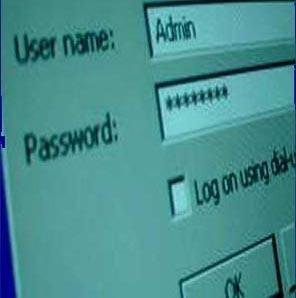 User name: Admin
Password: ********
Log on using dial-u
OK